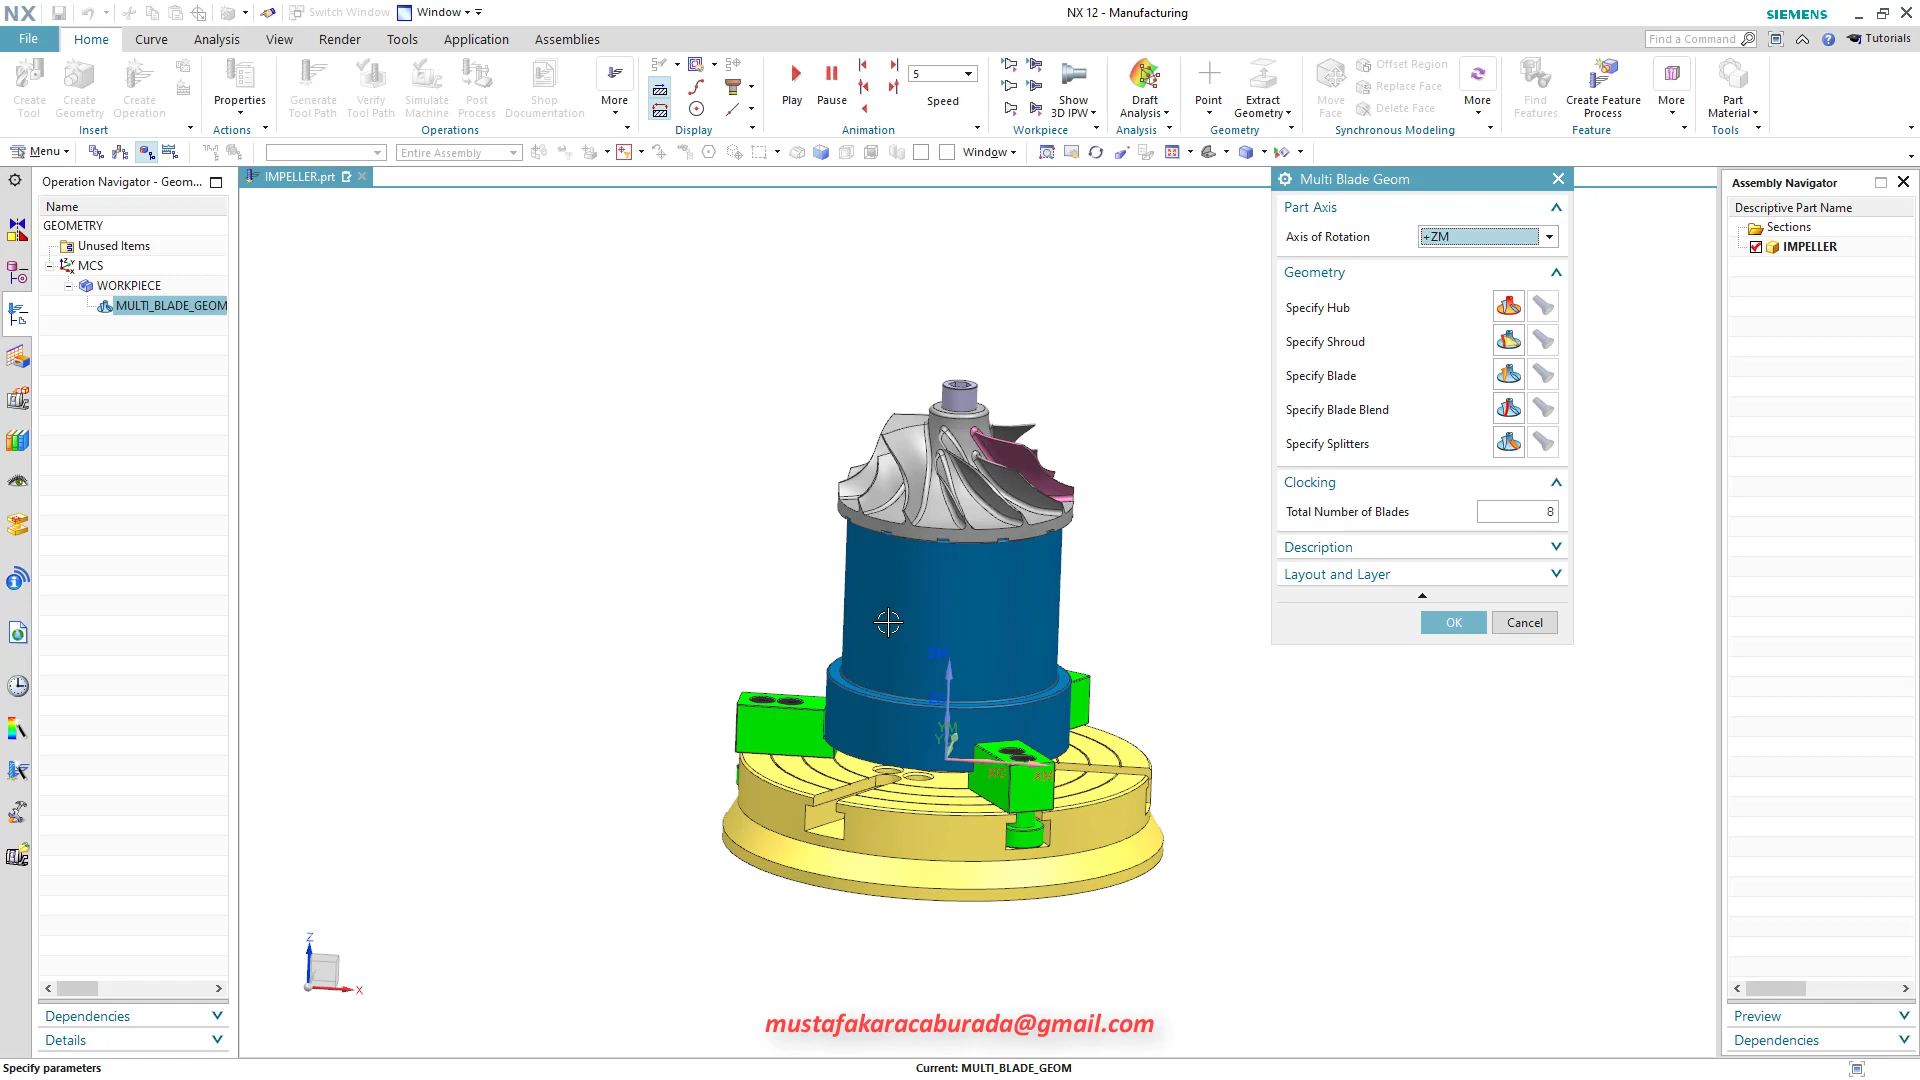 NX
Switch Window
Window
NX 12 - Manufacturing
SIEMENS
File
Home
Curve
Analysis
View
Render
Tools
Application
Assemblies
Find a Command
Tutorials
Create Tool
Create Geometry
Create Operation
Insert
Properties
Actions
Generate Tool Path
Verify Tool Path
Simulate Machine
Post Process
Shop Documentation
More
Operations
Display
Play
Pause
5
Speed
Animation
Show 3D IPW
Workpiece
Draft Analysis
Analysis
Point
Extract Geometry
Geometry
Move Face
Offset Region
Replace Face
Delete Face
More
Synchronous Modeling
Find Features
Create Feature Process
More
Feature
Part Material
Tools
Menu
Entire Assembly
Window
Operation Navigator - Geom...
Name
GEOMETRY
Unused Items
MCS
WORKPIECE
MULTI_BLADE_GEOM
Dependencies
Details
IMPELLER.prt
ZM
YM
XC
XM
Z
X
mustafakaracaburada@gmail.com
Multi Blade Geom
Part Axis
Axis of Rotation
+ZM
Geometry
Specify Hub
Specify Shroud
Specify Blade
Specify Blade Blend
Specify Splitters
Clocking
Total Number of Blades
8
Description
Layout and Layer
OK
Cancel
Assembly Navigator
Descriptive Part Name
Sections
IMPELLER
Preview
Dependencies
Specify parameters
Current: MULTI_BLADE_GEOM